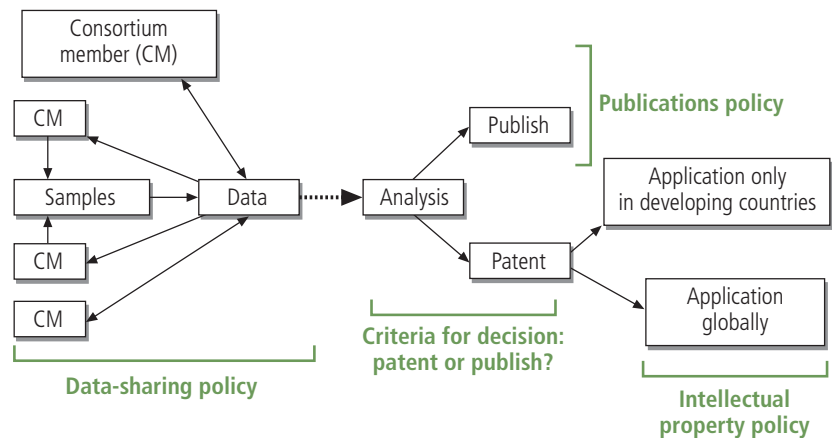 Consortium
member (CM)
CM
Samples
CM
CM
Data
Analysis
Publish
Patent
Publications policy
Application only
in developing countries
Application
globally
Data-sharing policy
Criteria for decision:
patent or publish?
Intellectual
property policy